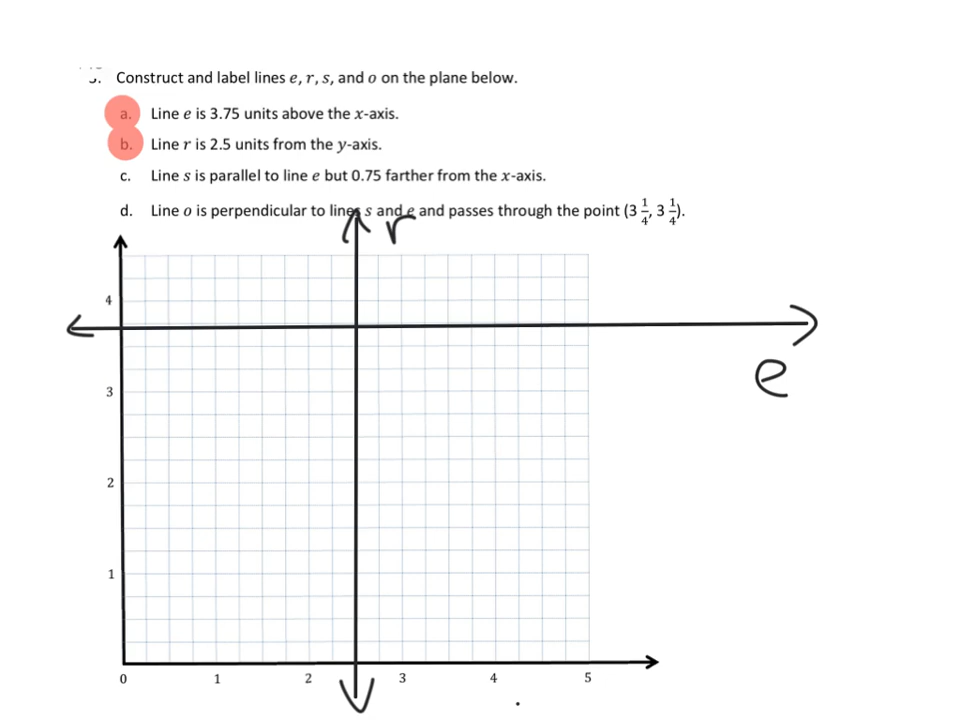 Construct and label lines e, r, s, and o on the plane below.
a. Line e is 3.75 units above the x-axis.
b. Line r is 2.5 units from the y-axis.
c. Line s is parallel to line e but 0.75 farther from the x-axis.
d. Line o is perpendicular to lines s and e and passes through the point (3 1/4, 3 1/4).
r
4
e
3
2
1
0 1 2 3 4 5